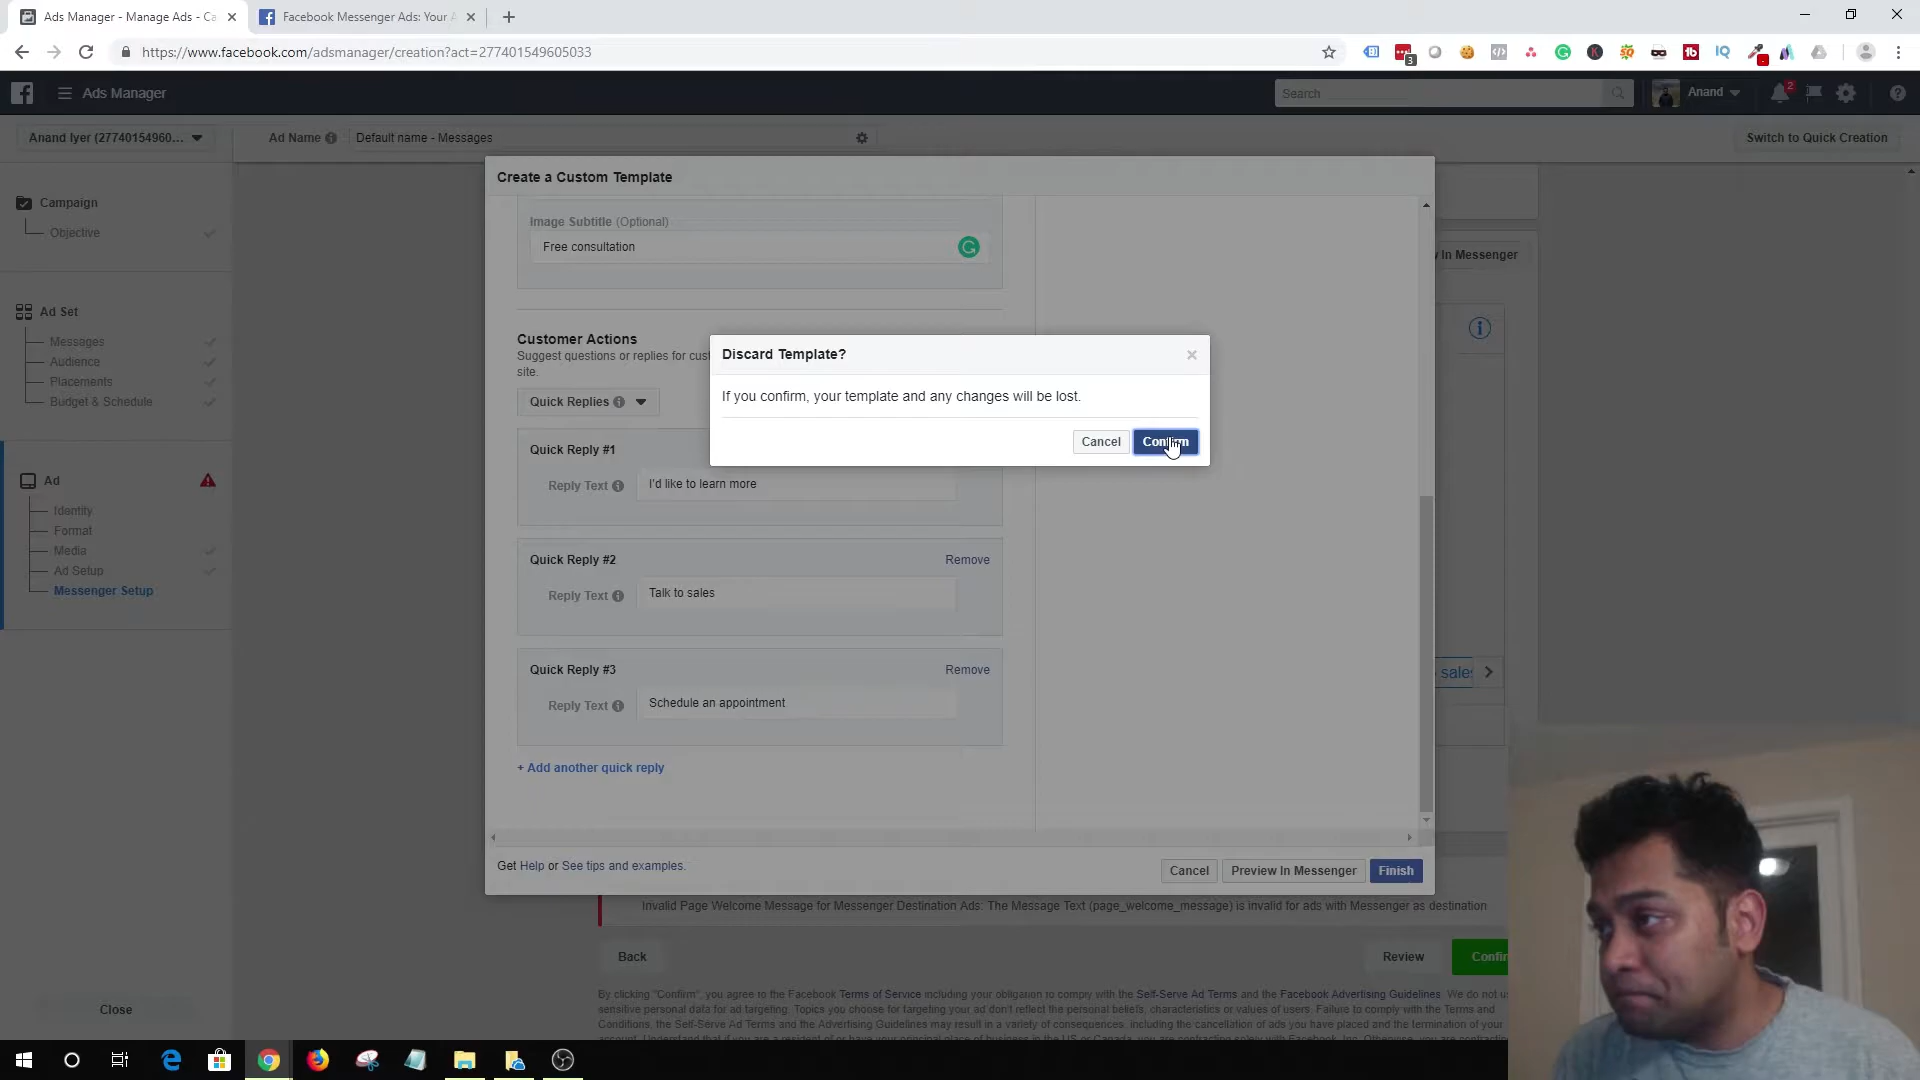 Ads Manager - Manage Ads - Ca
Facebook Messenger Ads: Your A
https://www.facebook.com/adsmanager/creation?act=277401549605033
3
Ads Manager
Search
Anand
2
Anand Iyer (27740154960...
Ad Name
Default name - Messages
Switch to Quick Creation
Campaign
Objective
Ad Set
Messages
Audience
Placements
Budget & Schedule
Ad
Identity
Format
Media
Ad Setup
Messenger Setup
Close
Create a Custom Template
Image Subtitle (Optional)
Free consultation
In Messenger
Customer Actions
Suggest questions or replies for
site.
Quick Replies
Discard Template?
If you confirm, your template and any changes will be lost.
Cancel
Confirm
Quick Reply #1
Reply Text
I'd like to learn more
Quick Reply #2
Remove
Reply Text
Talk to sales
Quick Reply #3
Remove
Reply Text
Schedule an appointment
sales
+ Add another quick reply
Get Help or See tips and examples.
Cancel
Preview In Messenger
Finish
Invalid Page Welcome Message for Messenger Destination Ads: The Message Text (page_welcome_message) is invalid for ads with Messenger as destination
Back
Review
Confir
By clicking "Confirm", you agree to the Facebook Terms of Service including your obligation to comply with the Self-Serve Ad Terms and the Facebook Advertising Guidelines. We do not
sensitive personal data for ad targeting. Topics you choose for targeting your ad don't reflect the personal beliefs, characteristics or values of users. Failure to comply with the Terms and
Conditions, the Self-Serve Ad Terms and the Advertising Guidelines may result in a variety of consequences, including the cancellation of ads you have placed and the termination of your